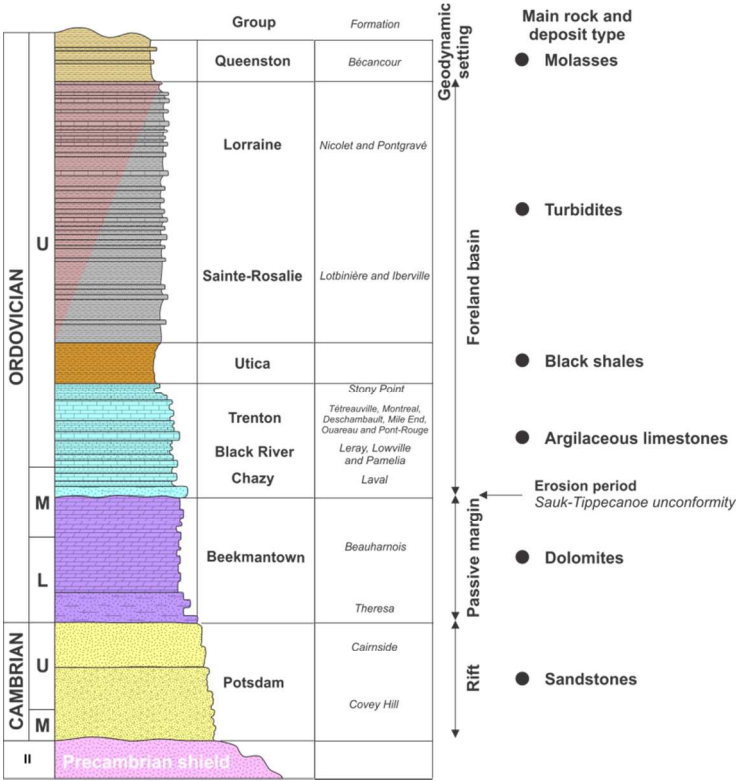 Group
Formation
Geodynamic
setting
Main rock and
deposit type
Queenston
Bécancour
Molasses
Lorraine
Nicolet and Pontgravé
Turbidites
U
Sainte-Rosalie
Lotbinière and Iberville
Foreland basin
ORDOVICIAN
Utica
Black shales
Stony Point
Trenton
Tétreauville, Montreal,
Deschambault, Mile End,
Ouareau and Pont-Rouge
Argilaceous limestones
Black River
Leray, Lowville
and Pamelia
Chazy
Laval
Erosion period
Sauk-Tippecanoe unconformity
M
Beekmantown
Beauharnois
Passive margin
Dolomites
L
Theresa
CAMBRIAN
U
Cairnside
Potsdam
Rift
Sandstones
Covey Hill
M
II
Precambrian shield